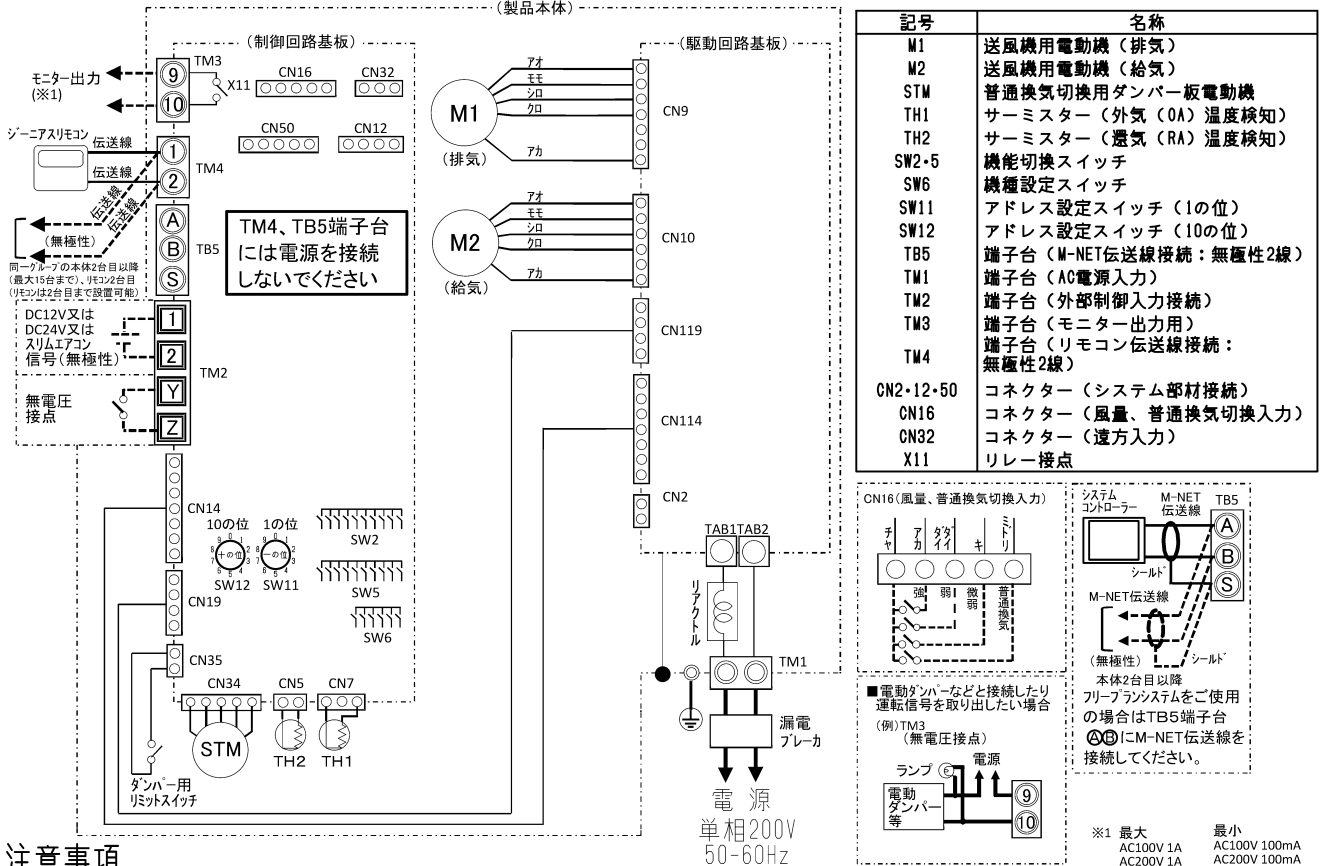 (製品本体)
(制御回路基板)
(駆動回路基板)
モニター出力
(※1)
TM3
9
10
X11
CN16
CN32
CN50
CN12
ジーニアスリモコン
伝送線
伝送線
1
2
TM4
伝送線
伝送線
(無極性)
同一グループの本体2台目以降
(最大15台まで)、リモコン2台目
(リモコンは2台目まで設置可能)
A
B
S
TB5
TM4、TB5端子台
には電源を接続
しないでください
DC12V又は
DC24V又は
スリムエアコン
信号(無極性)
1
2
TM2
無電圧
接点
Y
Z
M1
(排気)
アオ
モモ
シロ
クロ
アカ
CN9
M2
(給気)
アオ
モモ
シロ
クロ
アカ
CN10
CN119
CN114
CN2
CN14
10の位
1の位
十の位
一の位
SW12
SW11
SW2
SW5
SW6
CN19
CN35
CN34
CN5
CN7
STM
TH2
TH1
ダンパー用
リミットスイッチ
TAB1
TAB2
リアクトル
TM1
漏電
ブレーカ
電源
単相200V
50-60Hz
注意事項
記号 名称
M1 送風機用電動機（排気）
M2 送風機用電動機（給気）
STM 普通換気切換用ダンパー板電動機
TH1 サーミスター（外気（OA）温度検知）
TH2 サーミスター（還気（RA）温度検知）
SW2・5 機能切換スイッチ
SW6 機種設定スイッチ
SW11 アドレス設定スイッチ（1の位）
SW12 アドレス設定スイッチ（10の位）
TB5 端子台（M-NET伝送線接続：無極性2線）
TM1 端子台（AC電源入力）
TM2 端子台（外部制御入力接続）
TM3 端子台（モニター出力用）
TM4 端子台（リモコン伝送線接続：
無極性2線）
CN2・12・50 コネクター（システム部材接続）
CN16 コネクター（風量、普通換気切換入力）
CN32 コネクター（遠方入力）
X11 リレー接点
CN16(風量、普通換気切換入力)
チャ
アカ
ダイダイ
キ
ミドリ
強
弱
微弱
普通換気
■電動ダンパーなどと接続したり
運転信号を取り出したい場合
(例)TM3
(無電圧接点)
ランプ
電源
電動
ダンパー
等
9
10
システム
コントローラー
M-NET
伝送線
TB5
A
B
S
シールド
M-NET伝送線
(無極性)
シールド
本体2台目以降
フリープランシステムをご使用
の場合はTB5端子台
ⒶⒷにM-NET伝送線を
接続してください。
※1 最大 最小
AC100V 1A AC100V 100mA
AC200V 1A AC200V 100mA